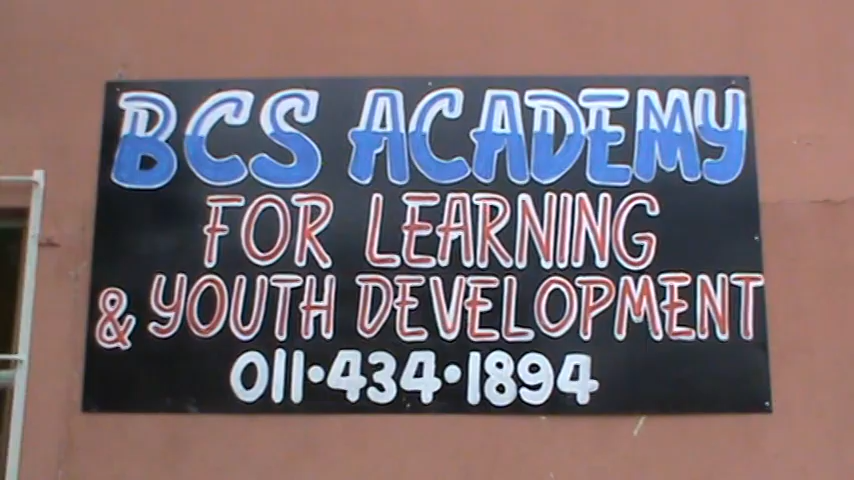 BCS ACADEMY
FOR LEARNING
& YOUTH DEVELOPMENT
011·434·1894